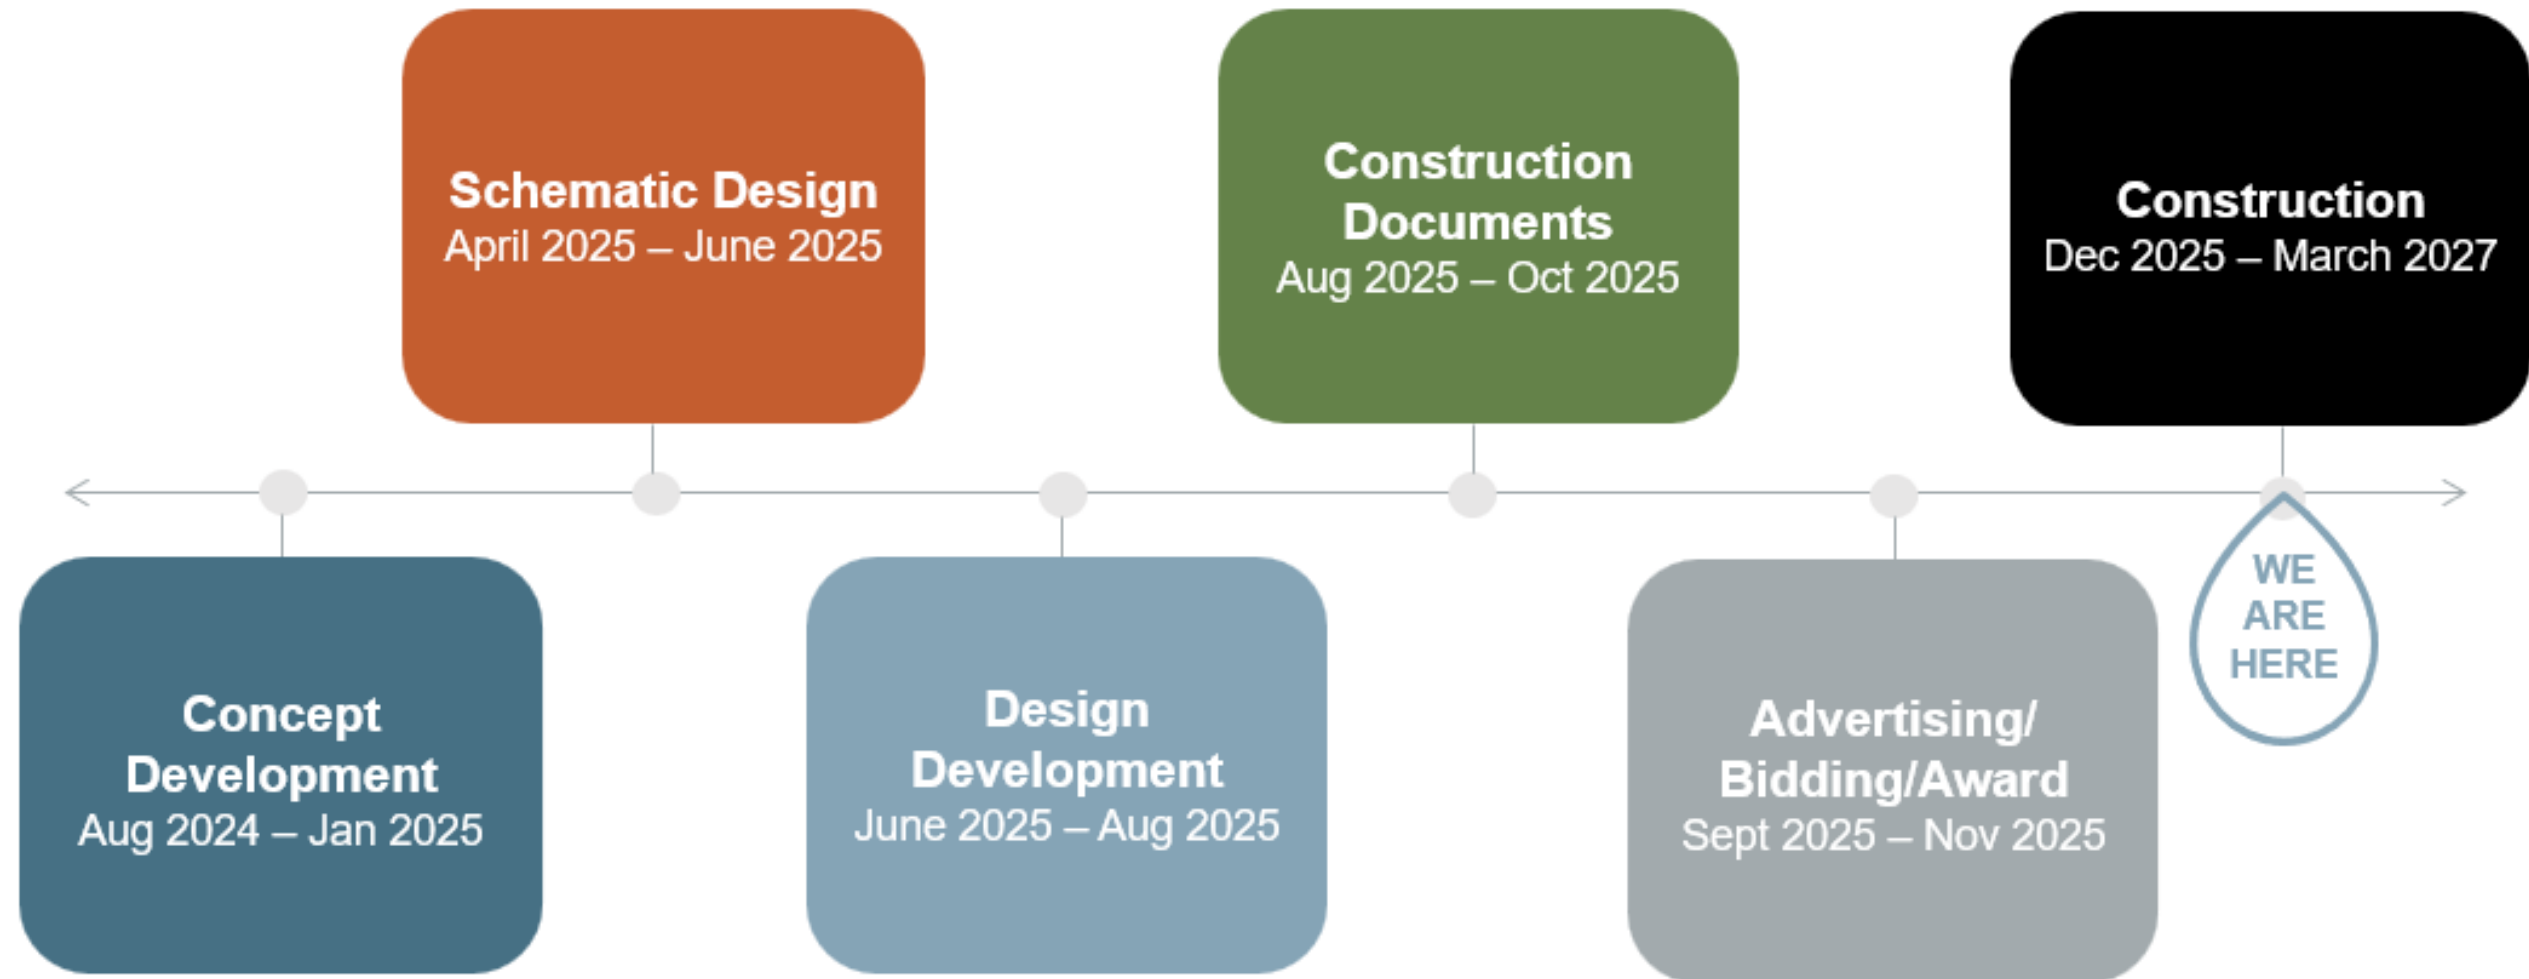 Schematic Design
April 2025 – June 2025
Construction
Documents
Aug 2025 – Oct 2025
Construction
Dec 2025 – March 2027
Concept
Development
Aug 2024 – Jan 2025
Design
Development
June 2025 – Aug 2025
Advertising/
Bidding/Award
Sept 2025 – Nov 2025
WE
ARE
HERE